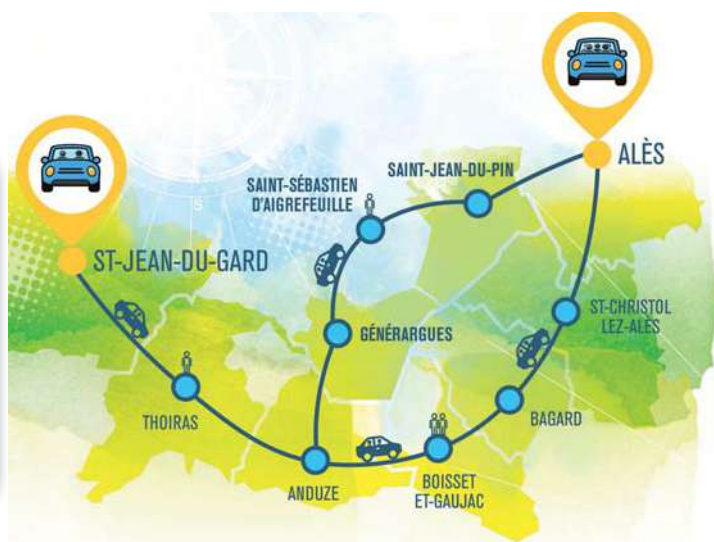 ALÈS
SAINT-JEAN-DU-PIN
SAINT-SÉBASTIEN
D'AIGREFEUILLE
ST-JEAN-DU-GARD
ST-CHRISTOL
LEZ-ALÈS
GÉNÉRARGUES
THOIRAS
BAGARD
BOISSET
ET-GAUJAC
ANDUZE
S